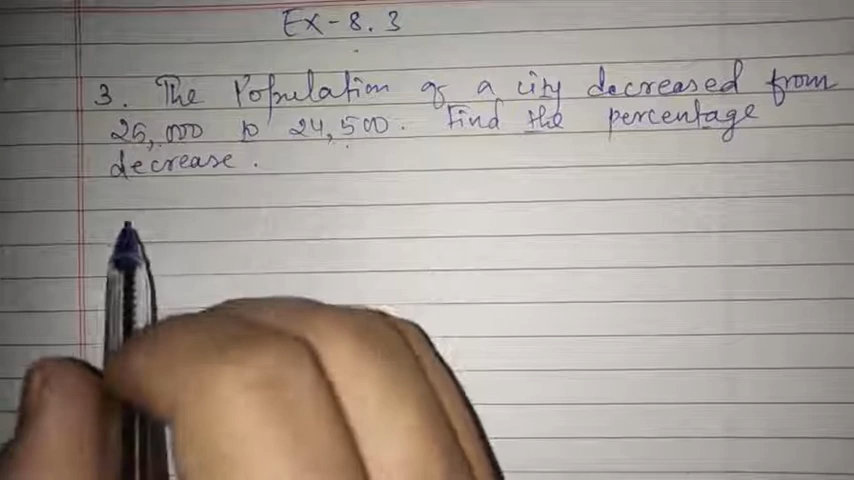 Ex-8.3
3. The Population of a city decreased from
25,000 to 24,500. Find the percentage
decrease.